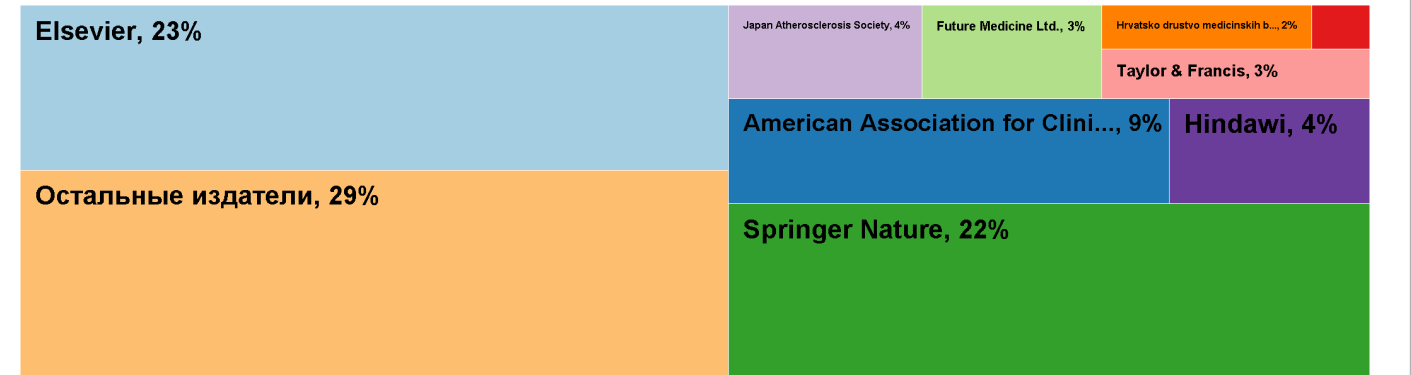 Elsevier, 23%
Остальные издатели, 29%
Japan Atherosclerosis Society, 4%
Future Medicine Ltd., 3%
Hrvatsko drustvo medicinskih b..., 2%
Taylor & Francis, 3%
American Association for Clini..., 9%
Hindawi, 4%
Springer Nature, 22%